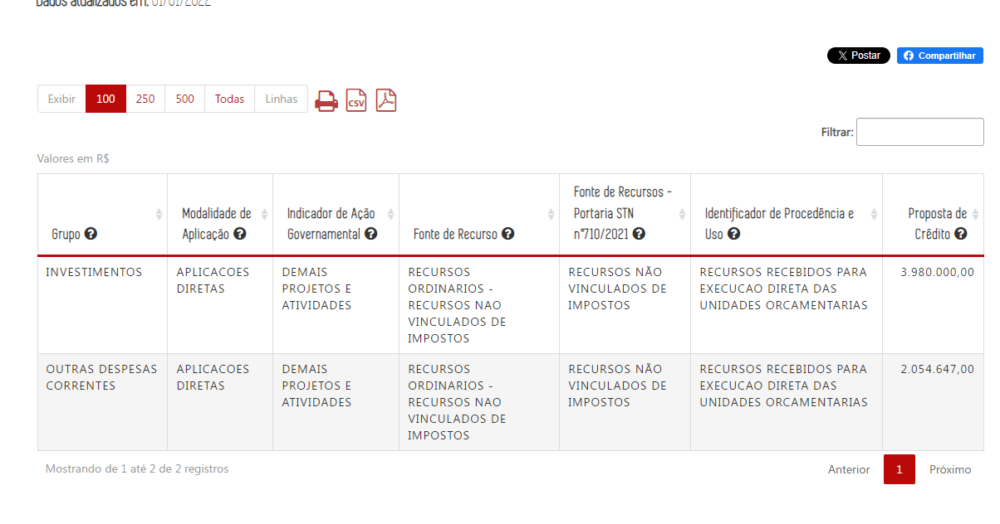 Dados atualizados em: 01/01/2022
Postar
Compartilhar
Exibir 100 250 500 Todas Linhas
CSV
Filtrar:
Valores em R$
Grupo
Modalidade de
Aplicação
Indicador de Ação
Governamental
Fonte de Recurso
Fonte de Recursos -
Portaria STN
n°710/2021
Identificador de Procedência e
Uso
Proposta de
Crédito
INVESTIMENTOS
APLICACOES
DIRETAS
DEMAIS
PROJETOS E
ATIVIDADES
RECURSOS
ORDINARIOS -
RECURSOS NAO
VINCULADOS DE
IMPOSTOS
RECURSOS NÃO
VINCULADOS DE
IMPOSTOS
RECURSOS RECEBIDOS PARA
EXECUCAO DIRETA DAS
UNIDADES ORCAMENTARIAS
3.980.000,00
OUTRAS DESPESAS
CORRENTES
APLICACOES
DIRETAS
DEMAIS
PROJETOS E
ATIVIDADES
RECURSOS
ORDINARIOS -
RECURSOS NAO
VINCULADOS DE
IMPOSTOS
RECURSOS NÃO
VINCULADOS DE
IMPOSTOS
RECURSOS RECEBIDOS PARA
EXECUCAO DIRETA DAS
UNIDADES ORCAMENTARIAS
2.054.647,00
Mostrando de 1 até 2 de 2 registros
Anterior 1 Próximo